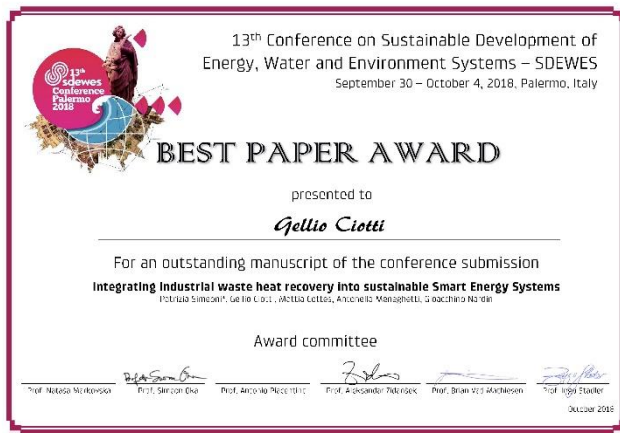 13th
sdewes
Conference
Palermo
2018
13th Conference on Sustainable Development of
Energy, Water and Environment Systems – SDEWES
September 30 – October 4, 2018, Palermo, Italy
BEST PAPER AWARD
presented to
Gellio Ciotti
For an outstanding manuscript of the conference submission
Integrating industrial waste heat recovery into sustainable Smart Energy Systems
Patrizia Simeoni*, Gellio Ciotti, Mattia Cottes, Antonella Meneghetti, Gioacchino Nardin
Award committee
Prof. Natasa Markovska Prof. Simeon Oka Prof. Antonio Piacentino Prof. Aleksandar Zidanšek Prof. Brian Vad Mathiesen Prof. Ingo Stadler
October 2018